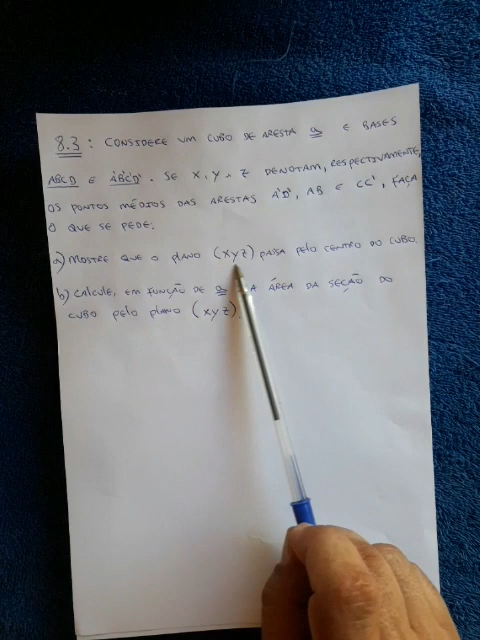 8.3: CONSIDERE UM CUBO DE ARESTA a E BASES
ABCD E A'B'C'D'. SE X, Y, Z DENOTAM, RESPECTIVAMENTE,
OS PONTOS MÉDIOS DAS ARESTAS A'D', AB E CC', FAÇA
O QUE SE PEDE:
a) MOSTRE QUE O PLANO (XYZ) PASSA PELO CENTRO DO CUBO.
b) CALCULE, EM FUNÇÃO DE a A ÁREA DA SEÇÃO DO
CUBO PELO PLANO (XYZ).